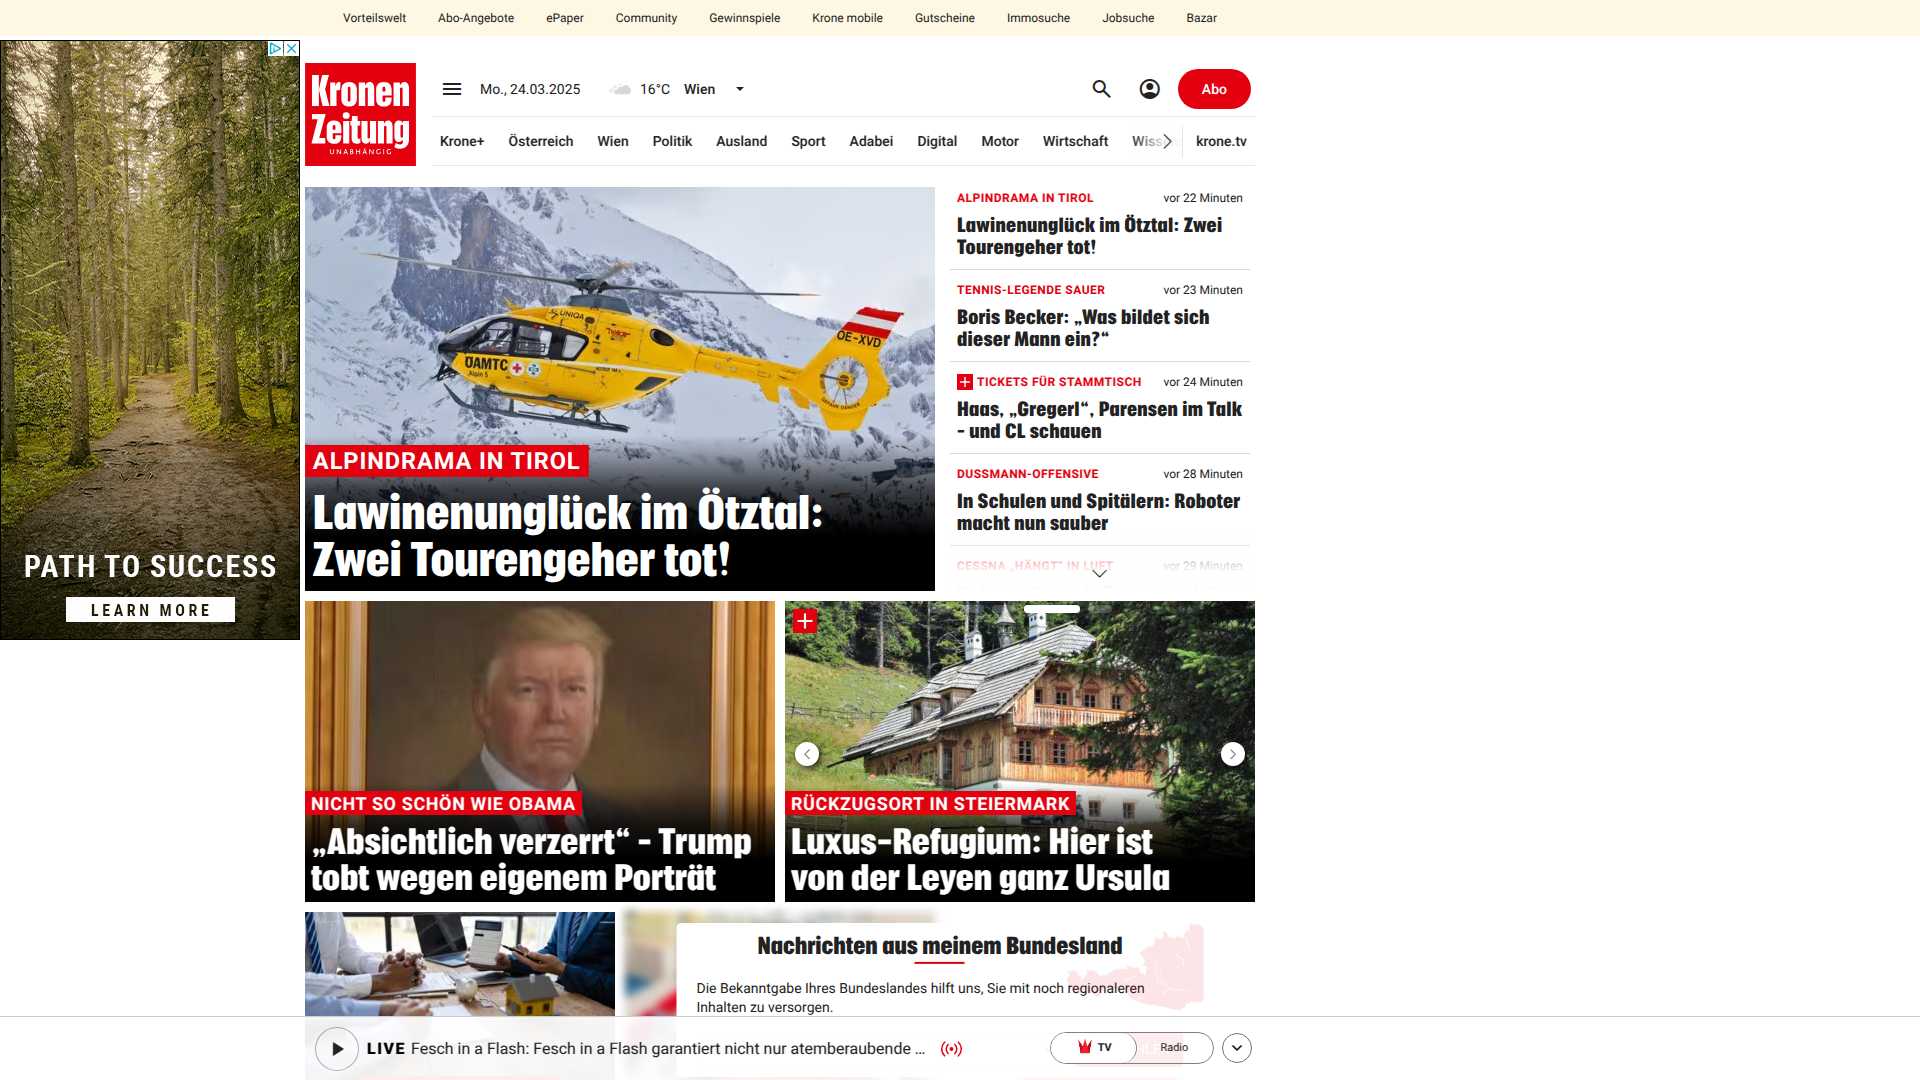 Vorteilswelt Abo-Angebote ePaper Community Gewinnspiele Krone mobile Gutscheine Immosuche Jobsuche Bazar
Kronen
Zeitung
UNABHÄNGIG
Mo., 24.03.2025 16°C Wien
Abo
Krone+ Österreich Wien Politik Ausland Sport Adabei Digital Motor Wirtschaft Wiss krone.tv
PATH TO SUCCESS
LEARN MORE
UNIQA
ÖAMTC
Alpin 5
OE-XVD
ALPINDRAMA IN TIROL
Lawinenunglück im Ötztal:
Zwei Tourengeher tot!
ALPINDRAMA IN TIROL vor 22 Minuten
Lawinenunglück im Ötztal: Zwei
Tourengeher tot!
TENNIS-LEGENDE SAUER vor 23 Minuten
Boris Becker: „Was bildet sich
dieser Mann ein?“
TICKETS FÜR STAMMTISCH vor 24 Minuten
Haas, „Gregerl“, Parensen im Talk
- und CL schauen
DUSSMANN-OFFENSIVE vor 28 Minuten
In Schulen und Spitälern: Roboter
macht nun sauber
CESSNA „HÄNGT“ IN LUFT vor 29 Minuten
NICHT SO SCHÖN WIE OBAMA
„Absichtlich verzerrt“ - Trump
tobt wegen eigenem Porträt
RÜCKZUGSORT IN STEIERMARK
Luxus-Refugium: Hier ist
von der Leyen ganz Ursula
Nachrichten aus meinem Bundesland
Die Bekanntgabe Ihres Bundeslandes hilft uns, Sie mit noch regionaleren
Inhalten zu versorgen.
LIVE Fesch in a Flash: Fesch in a Flash garantiert nicht nur atemberaubende ...
TV Radio